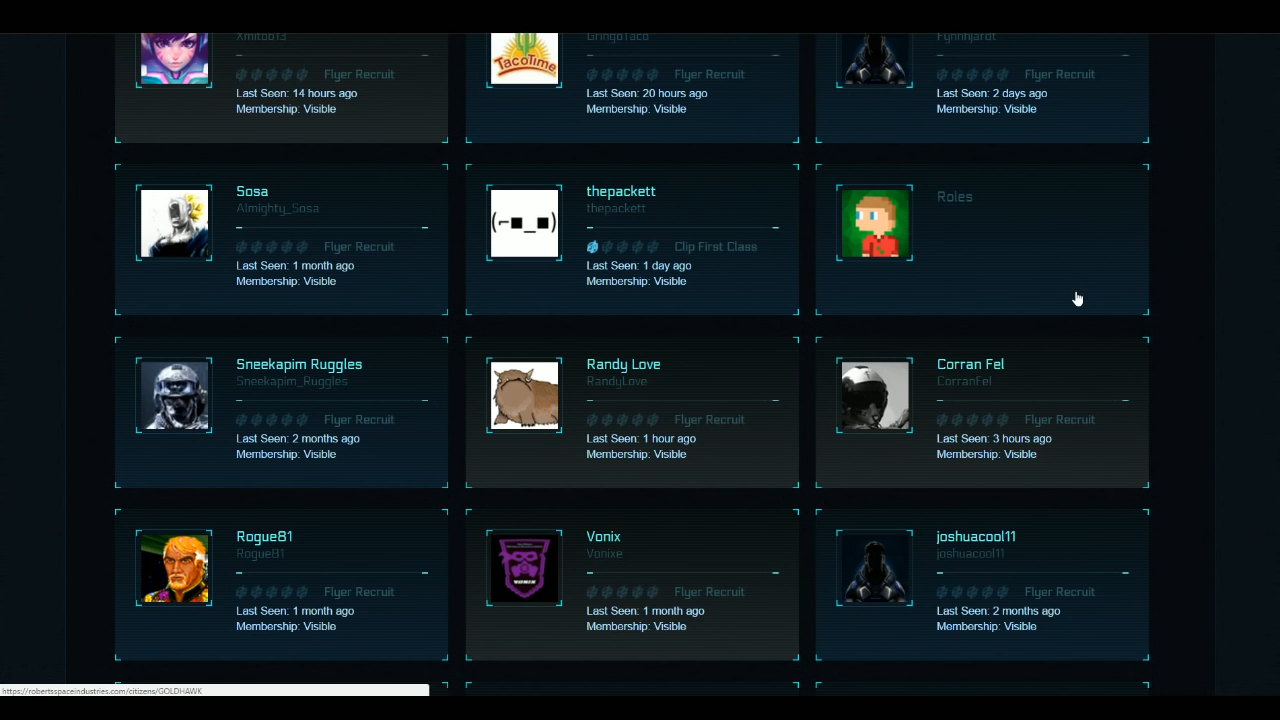 Xmitob13
GringoTaco
Fynnhjardt
Flyer Recruit
Flyer Recruit
Flyer Recruit
Last Seen: 14 hours ago
Last Seen: 20 hours ago
Last Seen: 2 days ago
Membership: Visible
Membership: Visible
Membership: Visible
TacoTime
Sosa
Almighty_Sosa
Flyer Recruit
Last Seen: 1 month ago
Membership: Visible
thepackett
thepackett
Clip First Class
Last Seen: 1 day ago
Membership: Visible
Roles
Sneekapim Ruggles
Sneekapim_Ruggles
Flyer Recruit
Last Seen: 2 months ago
Membership: Visible
Randy Love
RandyLove
Flyer Recruit
Last Seen: 1 hour ago
Membership: Visible
Corran Fel
CorranFel
Flyer Recruit
Last Seen: 3 hours ago
Membership: Visible
Rogue81
Rogue81
Flyer Recruit
Last Seen: 1 month ago
Membership: Visible
Vonix
Vonixe
Flyer Recruit
Last Seen: 1 month ago
Membership: Visible
joshuacool11
joshuacool11
Flyer Recruit
Last Seen: 2 months ago
Membership: Visible
https://robertsspaceindustries.com/citizens/GOLDHAWK